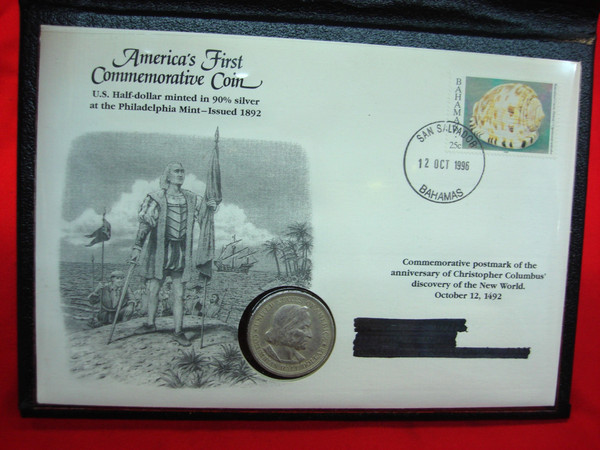 America's First
Commemorative Coin
U.S. Half-dollar minted in 90% silver
at the Philadelphia Mint—Issued 1892
BAHAMAS
25c
SAN SALVADOR
12 OCT 1996
BAHAMAS
Commemorative postmark of the
anniversary of Christopher Columbus'
discovery of the New World.
October 12, 1492